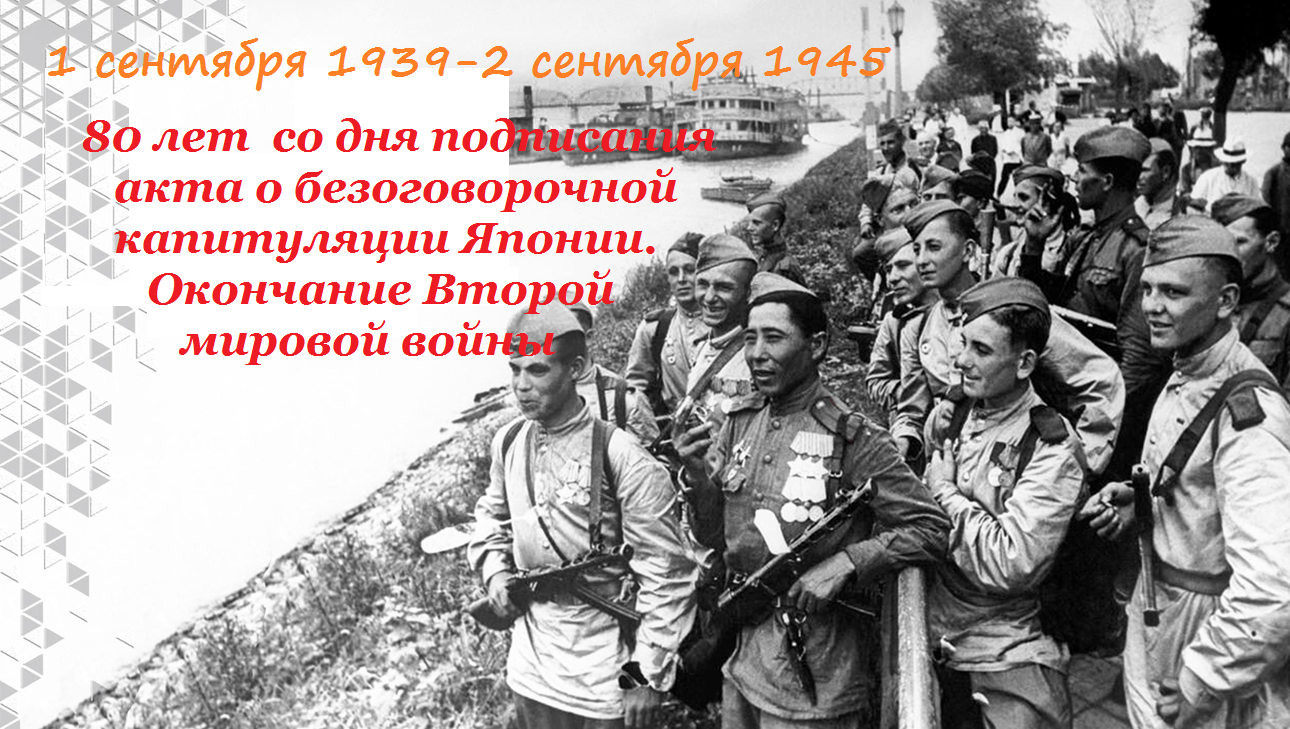 1 сентября 1939-2 сентября 1945
80 лет со дня подписания
акта о безоговорочной
капитуляции Японии.
Окончание Второй
мировой войны